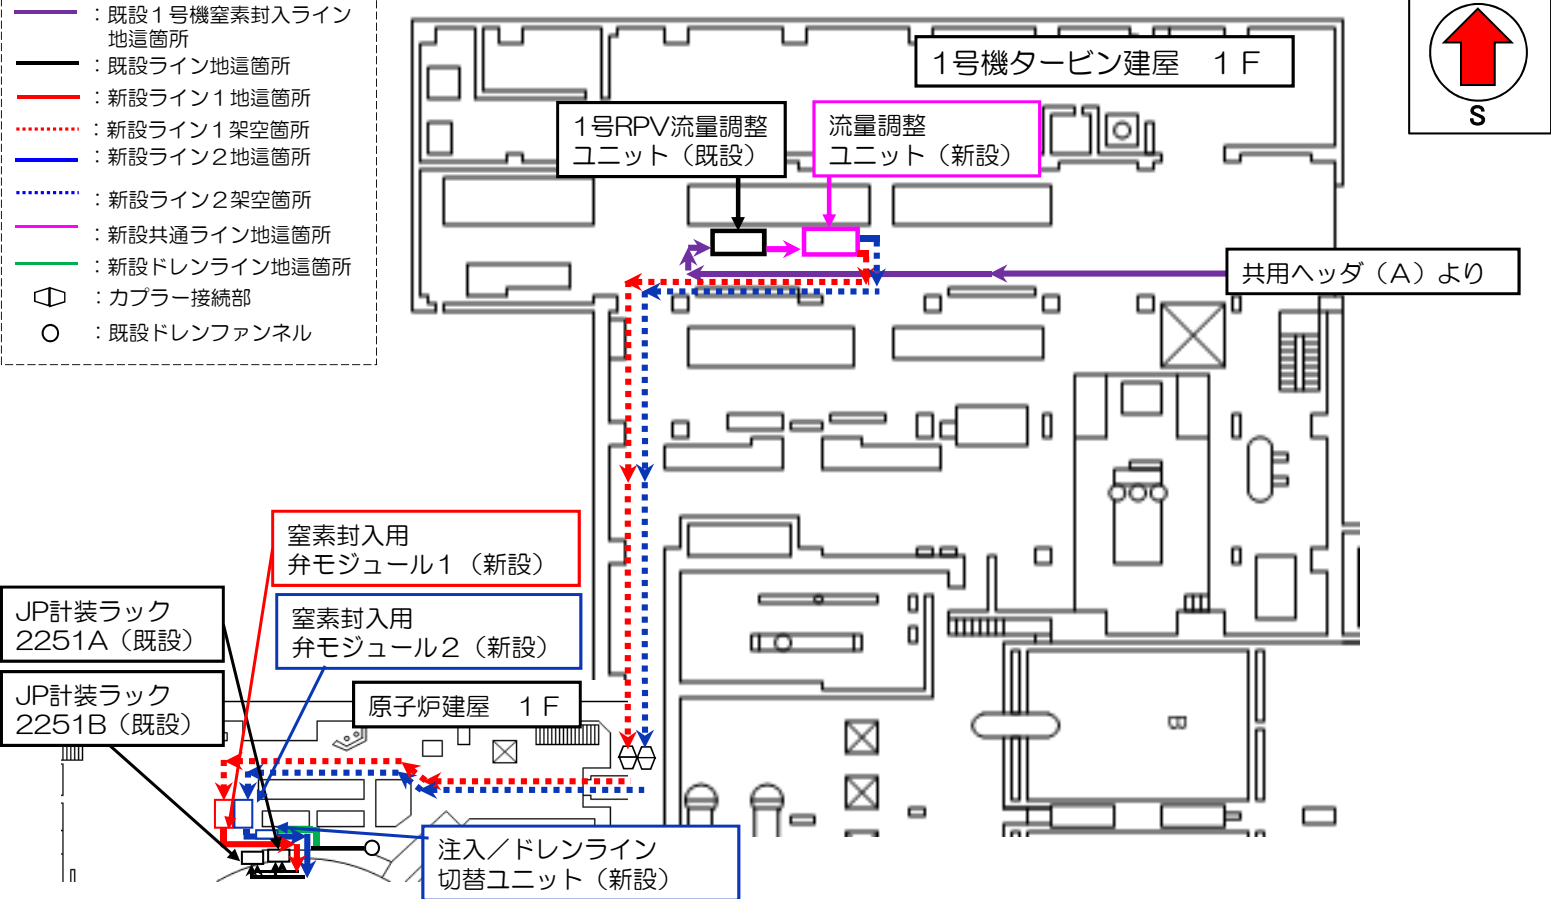 ：既設１号機窒素封入ライン
地這箇所
：既設ライン地這箇所
：新設ライン１地這箇所
：新設ライン１架空箇所
：新設ライン２地這箇所
：新設ライン２架空箇所
：新設共通ライン地這箇所
：新設ドレンライン地這箇所
：カプラー接続部
：既設ドレンファンネル
1号機タービン建屋　１Ｆ
S
1号RPV流量調整
ユニット（既設）
流量調整
ユニット（新設）
共用ヘッダ（A）より
窒素封入用
弁モジュール１（新設）
窒素封入用
弁モジュール２（新設）
JP計装ラック
2251A（既設）
JP計装ラック
2251B（既設）
原子炉建屋　１Ｆ
注入／ドレンライン
切替ユニット（新設）